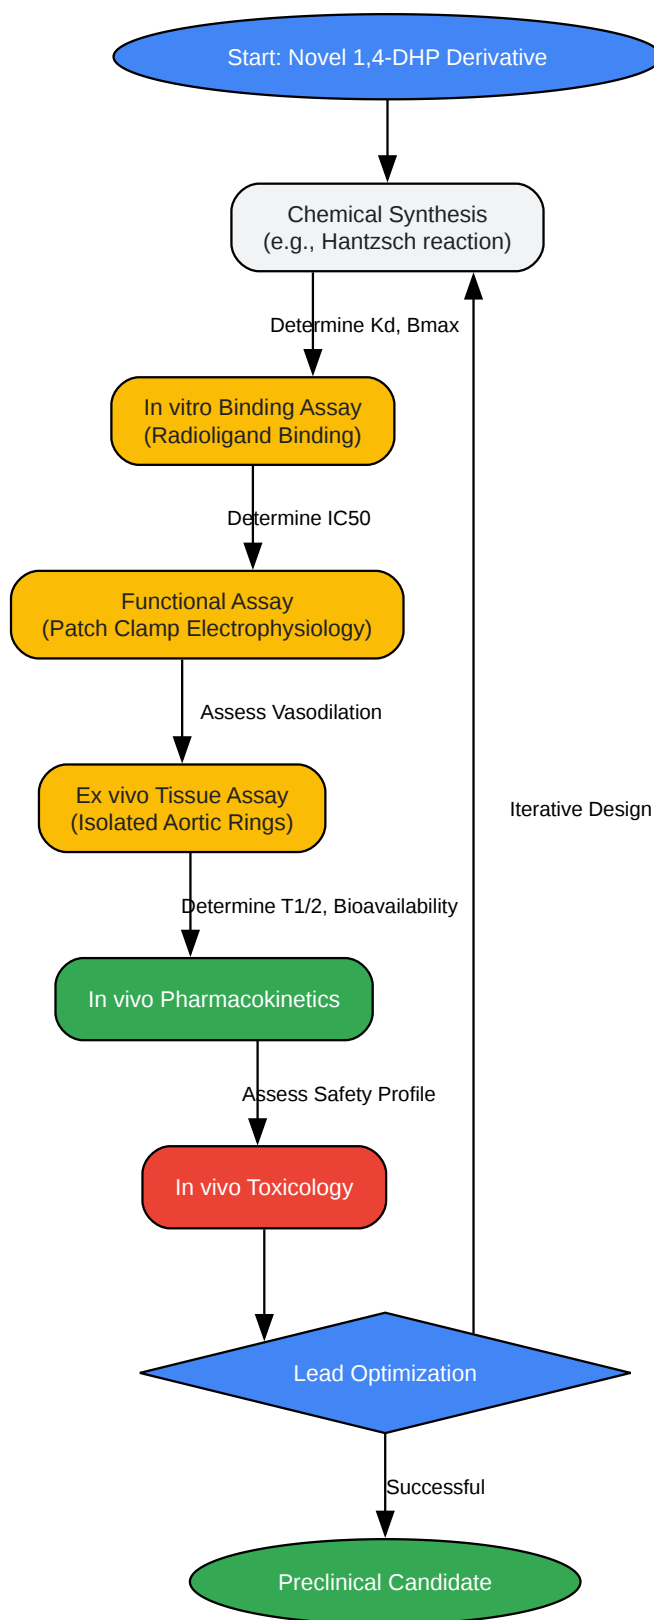 Start: Novel 1,4-DHP Derivative
Chemical Synthesis
(e.g., Hantzsch reaction)
Determine Kd, Bmax
In vitro Binding Assay
(Radioligand Binding)
Determine IC50
Functional Assay
(Patch Clamp Electrophysiology)
Assess Vasodilation
Ex vivo Tissue Assay
(Isolated Aortic Rings)
Iterative Design
Determine T1/2, Bioavailability
In vivo Pharmacokinetics
Assess Safety Profile
In vivo Toxicology
Lead Optimization
Successful
Preclinical Candidate